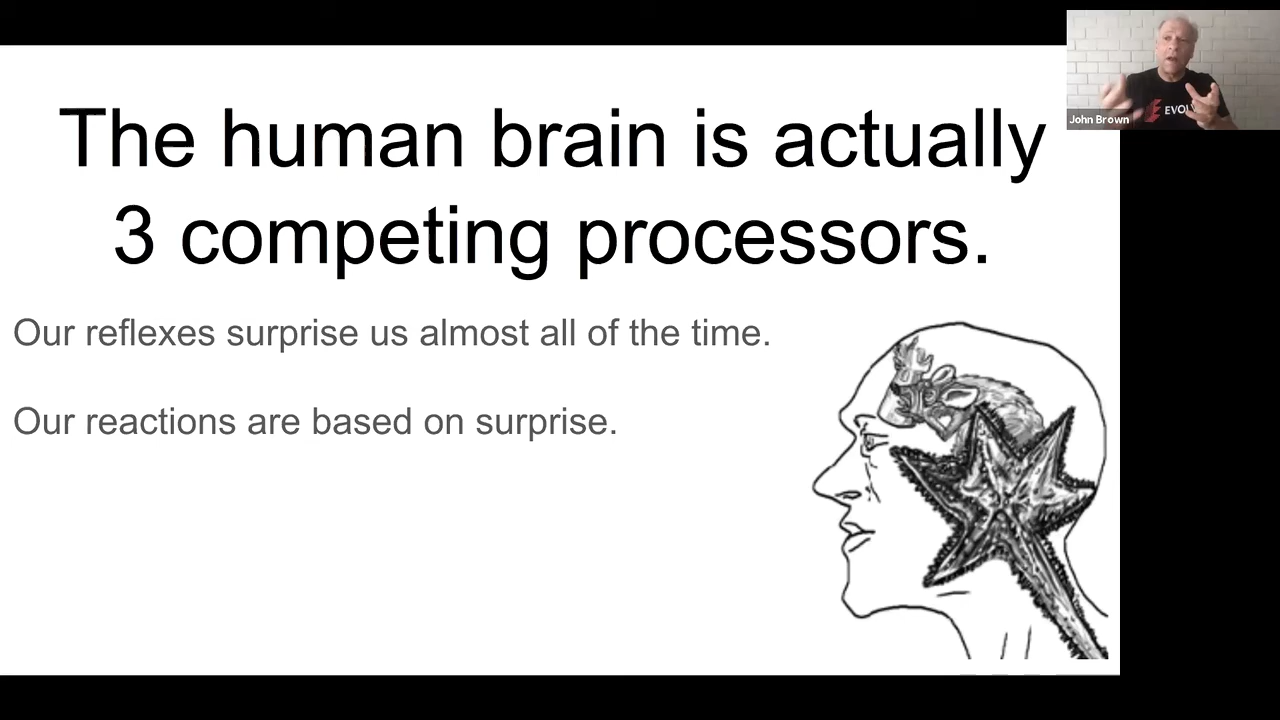 The human brain is actually
3 competing processors.
Our reflexes surprise us almost all of the time.
Our reactions are based on surprise.
John Brown